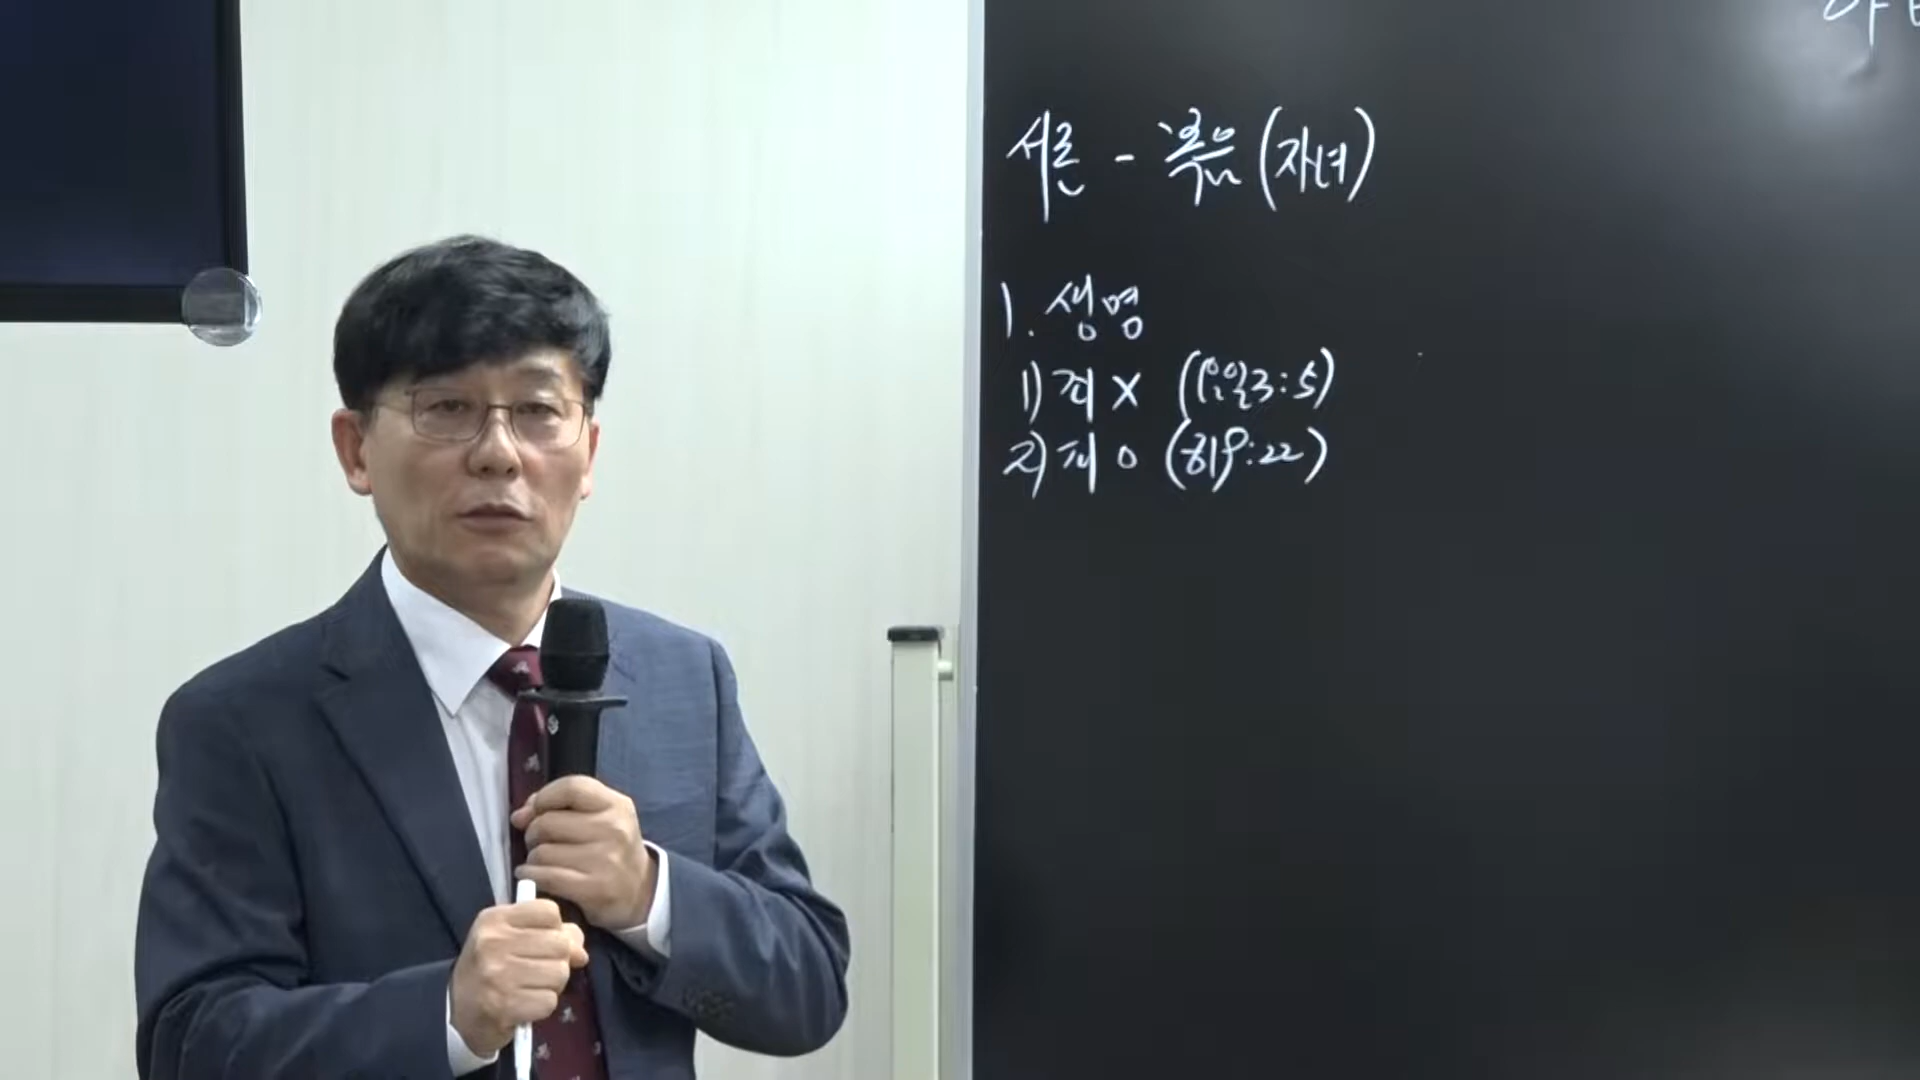 서론 - 복음 (자녀)
1. 생명
1) 죄 X (요일3:5)
2) 피 O (히9:22)